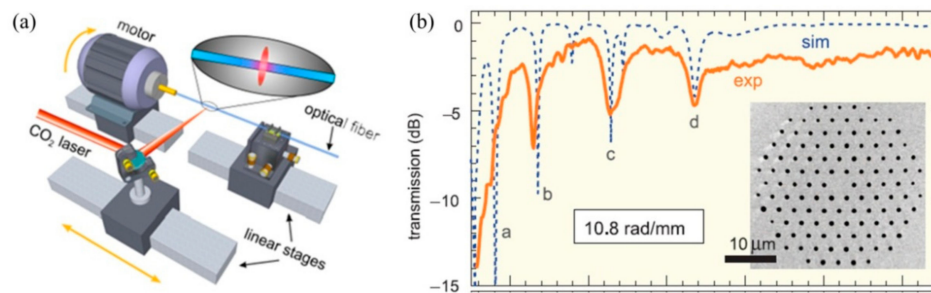 (a)
motor
optical fiber
CO₂ laser
linear stages
(b)
transmission (dB)
0
−5
−10
−15
sim
exp
a
b
c
d
10.8 rad/mm
10 μm